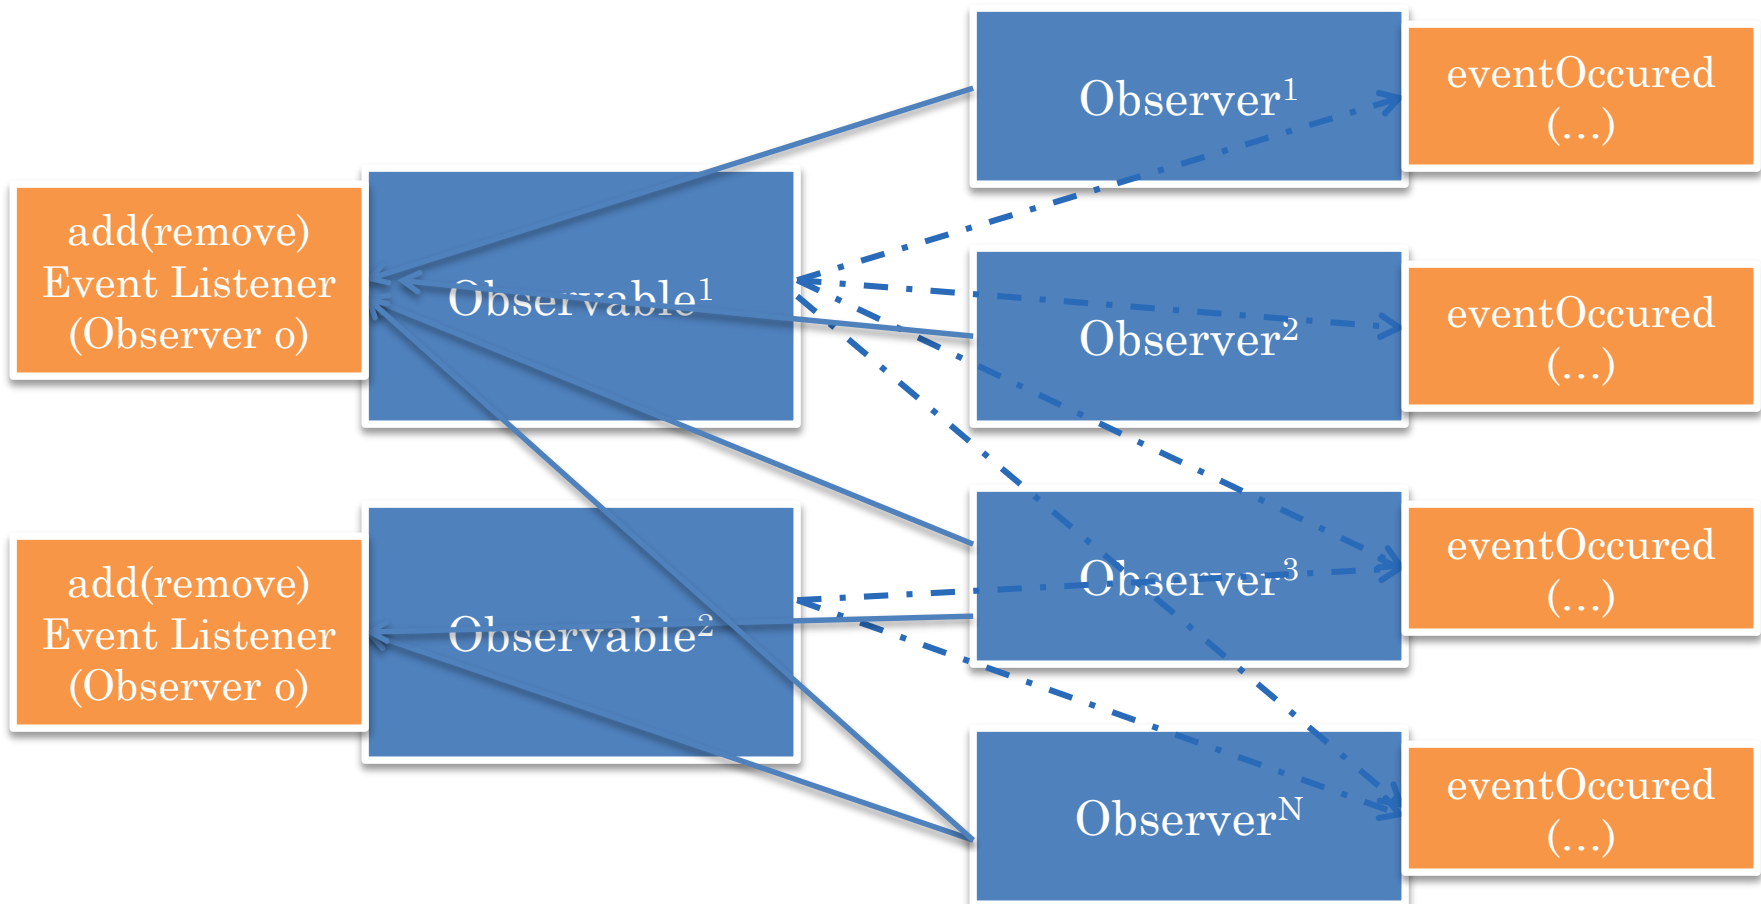 Observer¹
eventOccured
(...)
add(remove)
Event Listener
(Observer o)
Observable¹
Observer²
eventOccured
(...)
add(remove)
Event Listener
(Observer o)
Observable²
Observer³
eventOccured
(...)
Observerᴺ
eventOccured
(...)